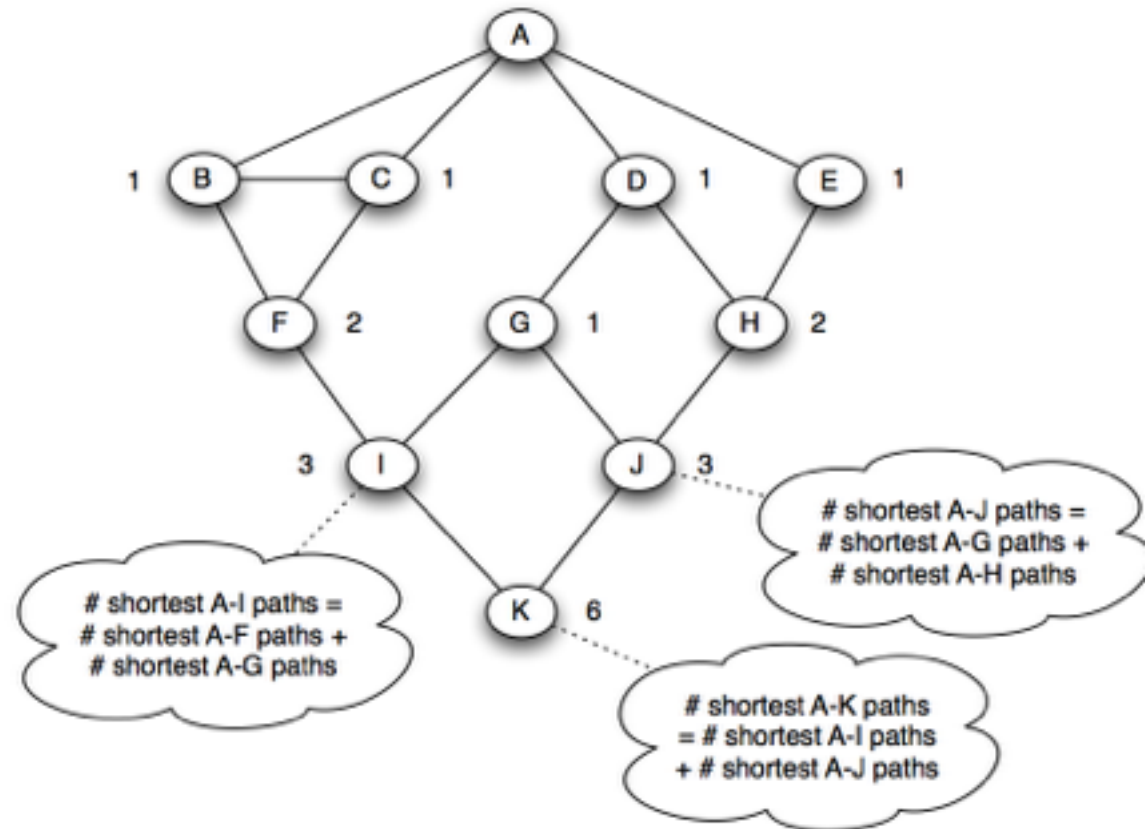 A
1 B C 1 D 1 E 1
F 2 G 1 H 2
3 I J 3
# shortest A-J paths =
# shortest A-G paths +
# shortest A-H paths
# shortest A-I paths =
# shortest A-F paths +
# shortest A-G paths
K 6
# shortest A-K paths
= # shortest A-I paths
+ # shortest A-J paths